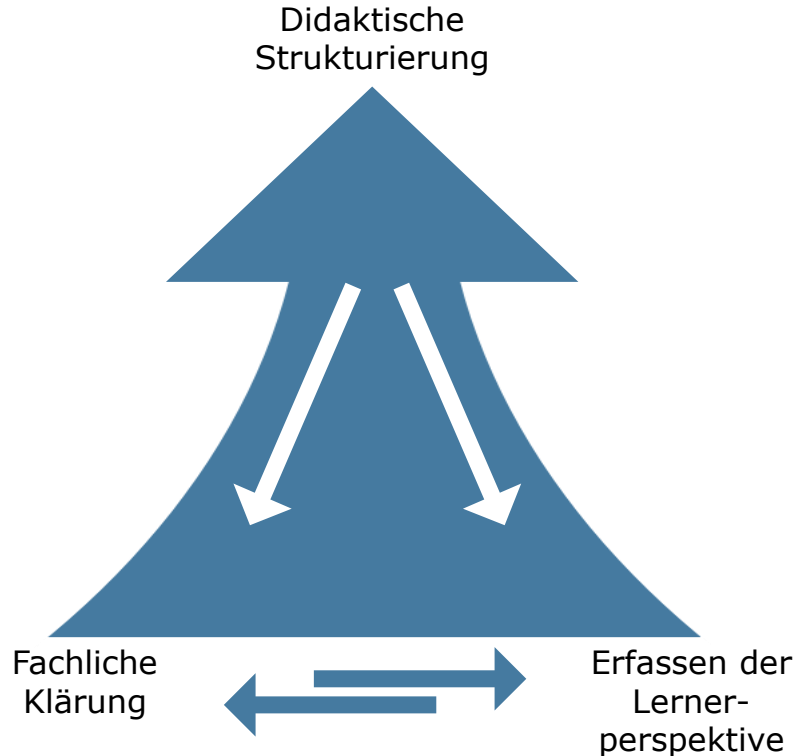 Didaktische
Strukturierung
Fachliche
Klärung
Erfassen der
Lerner-
perspektive